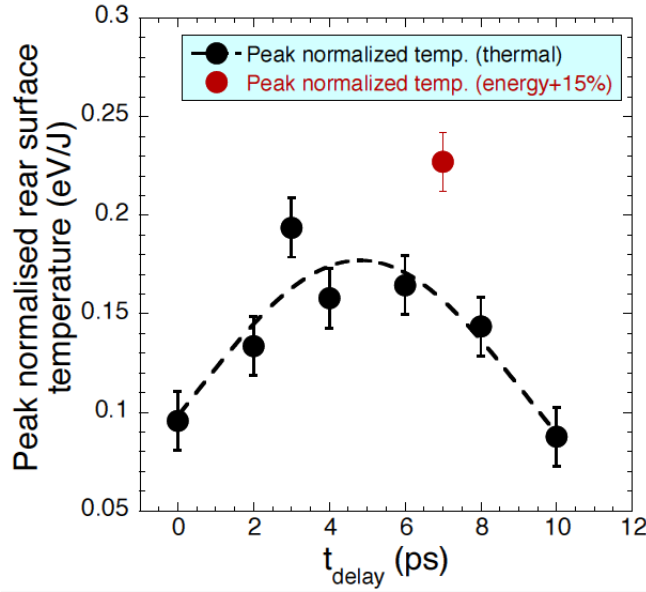 Peak normalised rear surface
temperature (eV/J)
0.3
0.25
0.2
0.15
0.1
0.05
Peak normalized temp. (thermal)
Peak normalized temp. (energy+15%)
0 2 4 6 8 10 12
t_delay (ps)